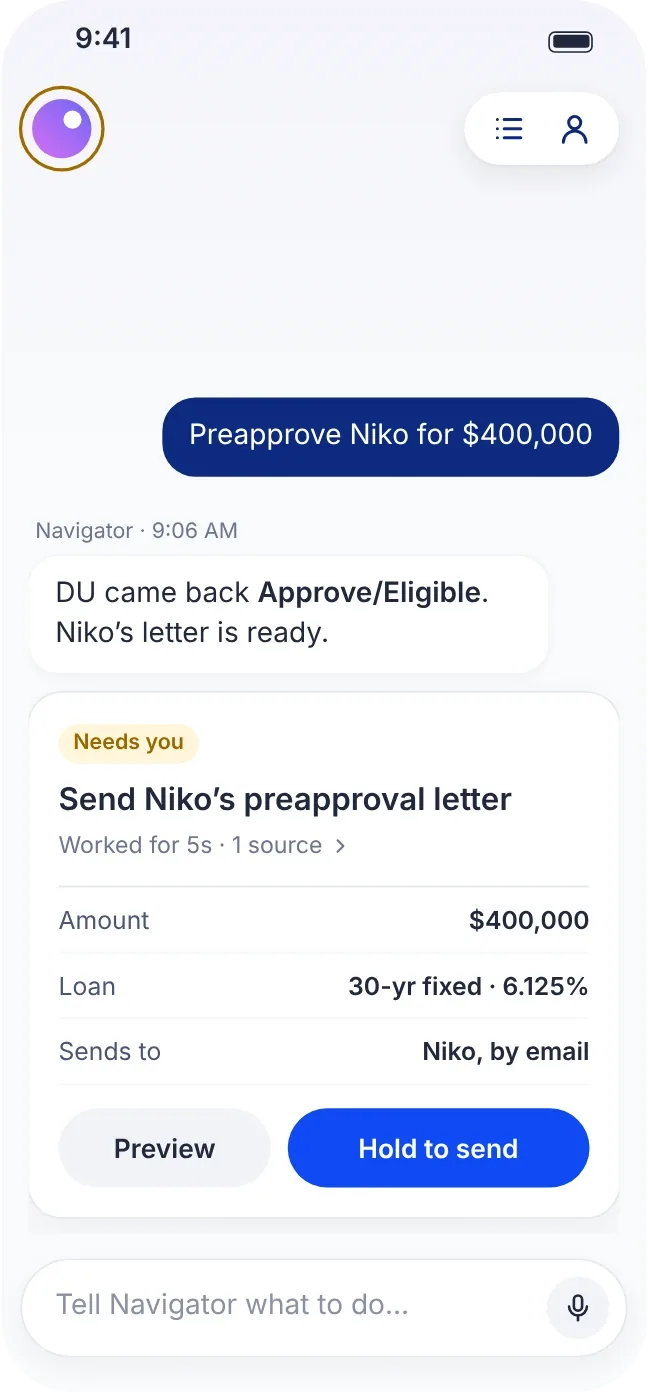 9:41
Preapprove Niko for $400,000
Navigator · 9:06 AM
DU came back Approve/Eligible.
Niko’s letter is ready.
Needs you
Send Niko’s preapproval letter
Worked for 5s · 1 source >
Amount $400,000
Loan 30-yr fixed · 6.125%
Sends to Niko, by email
Preview Hold to send
Tell Navigator what to do...